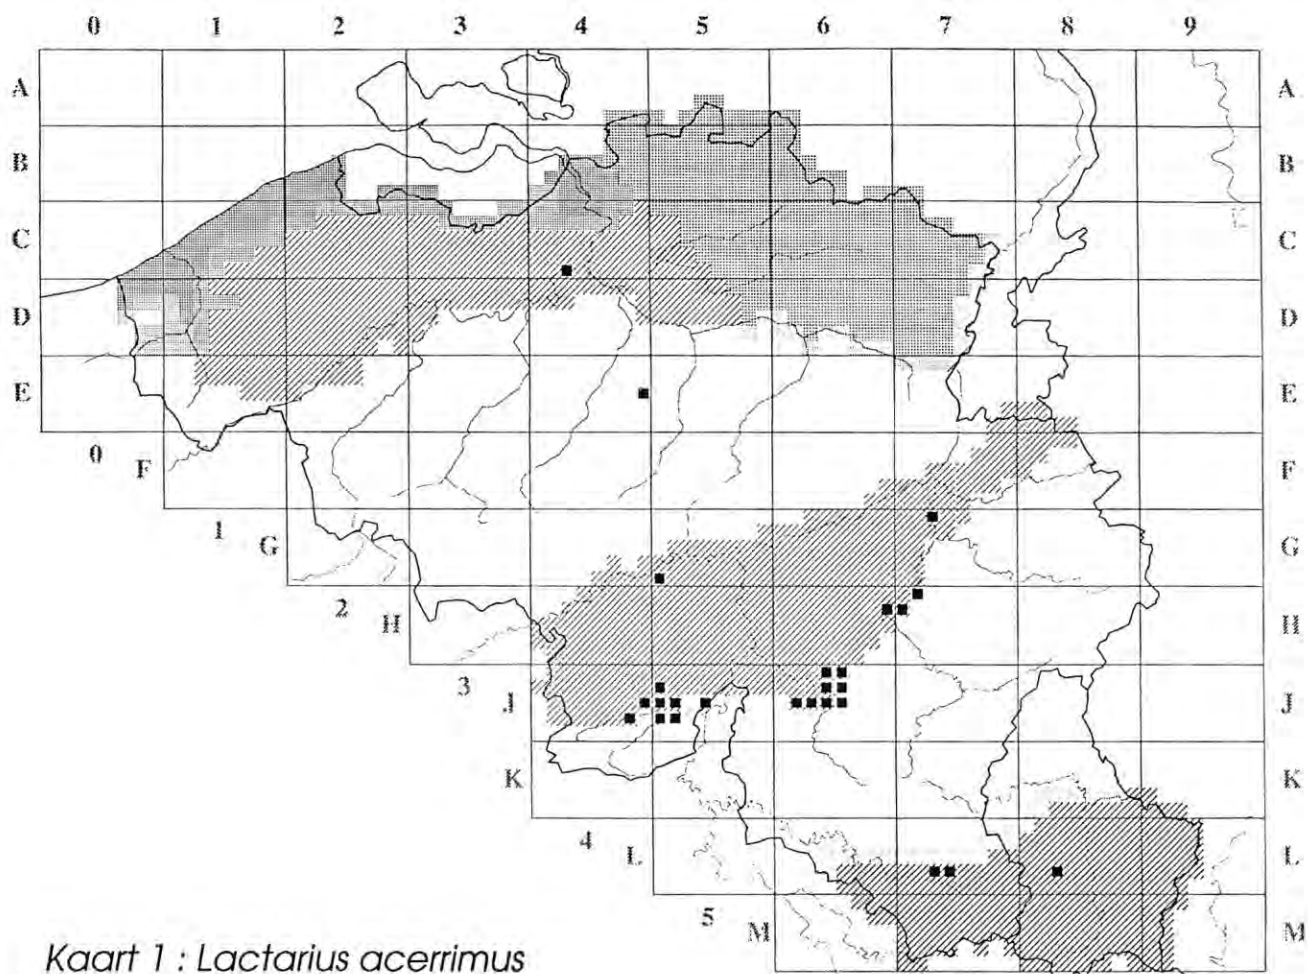 0 1 2 3 4 5 6 7 8 9
A A
B B
C C
D D
E E
0 F F
1 G G
2 H H
3 J J
K K
4 L L
5 M M
Kaart 1 : Lactarius acerrimus